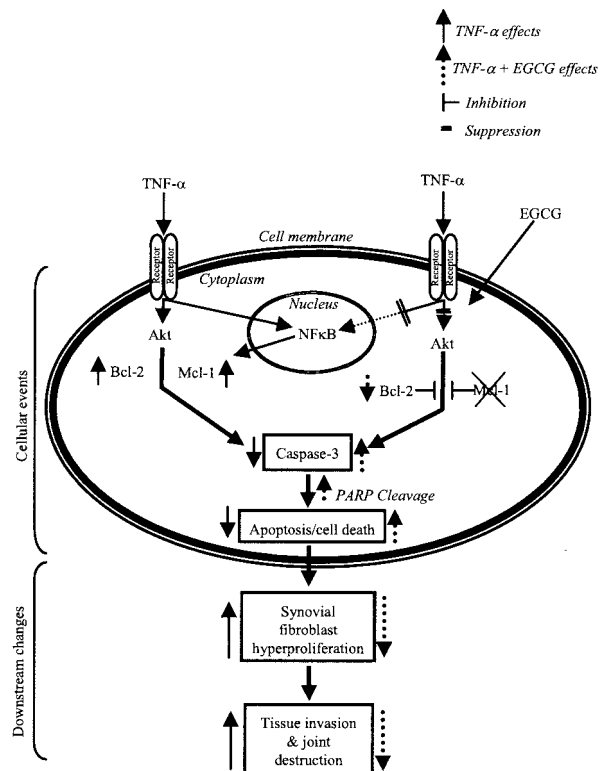 TNF-α effects
TNF-α + EGCG effects
Inhibition
Suppression
TNF-α
TNF-α
EGCG
Cell membrane
Receptor
Receptor
Receptor
Receptor
Cytoplasm
Nucleus
NFκB
Akt
Akt
Bcl-2
Mcl-1
Bcl-2
Mcl-1
Caspase-3
PARP Cleavage
Apoptosis/cell death
Cellular events
Synovial
fibroblast
hyperproliferation
Tissue invasion
& joint
destruction
Downstream changes